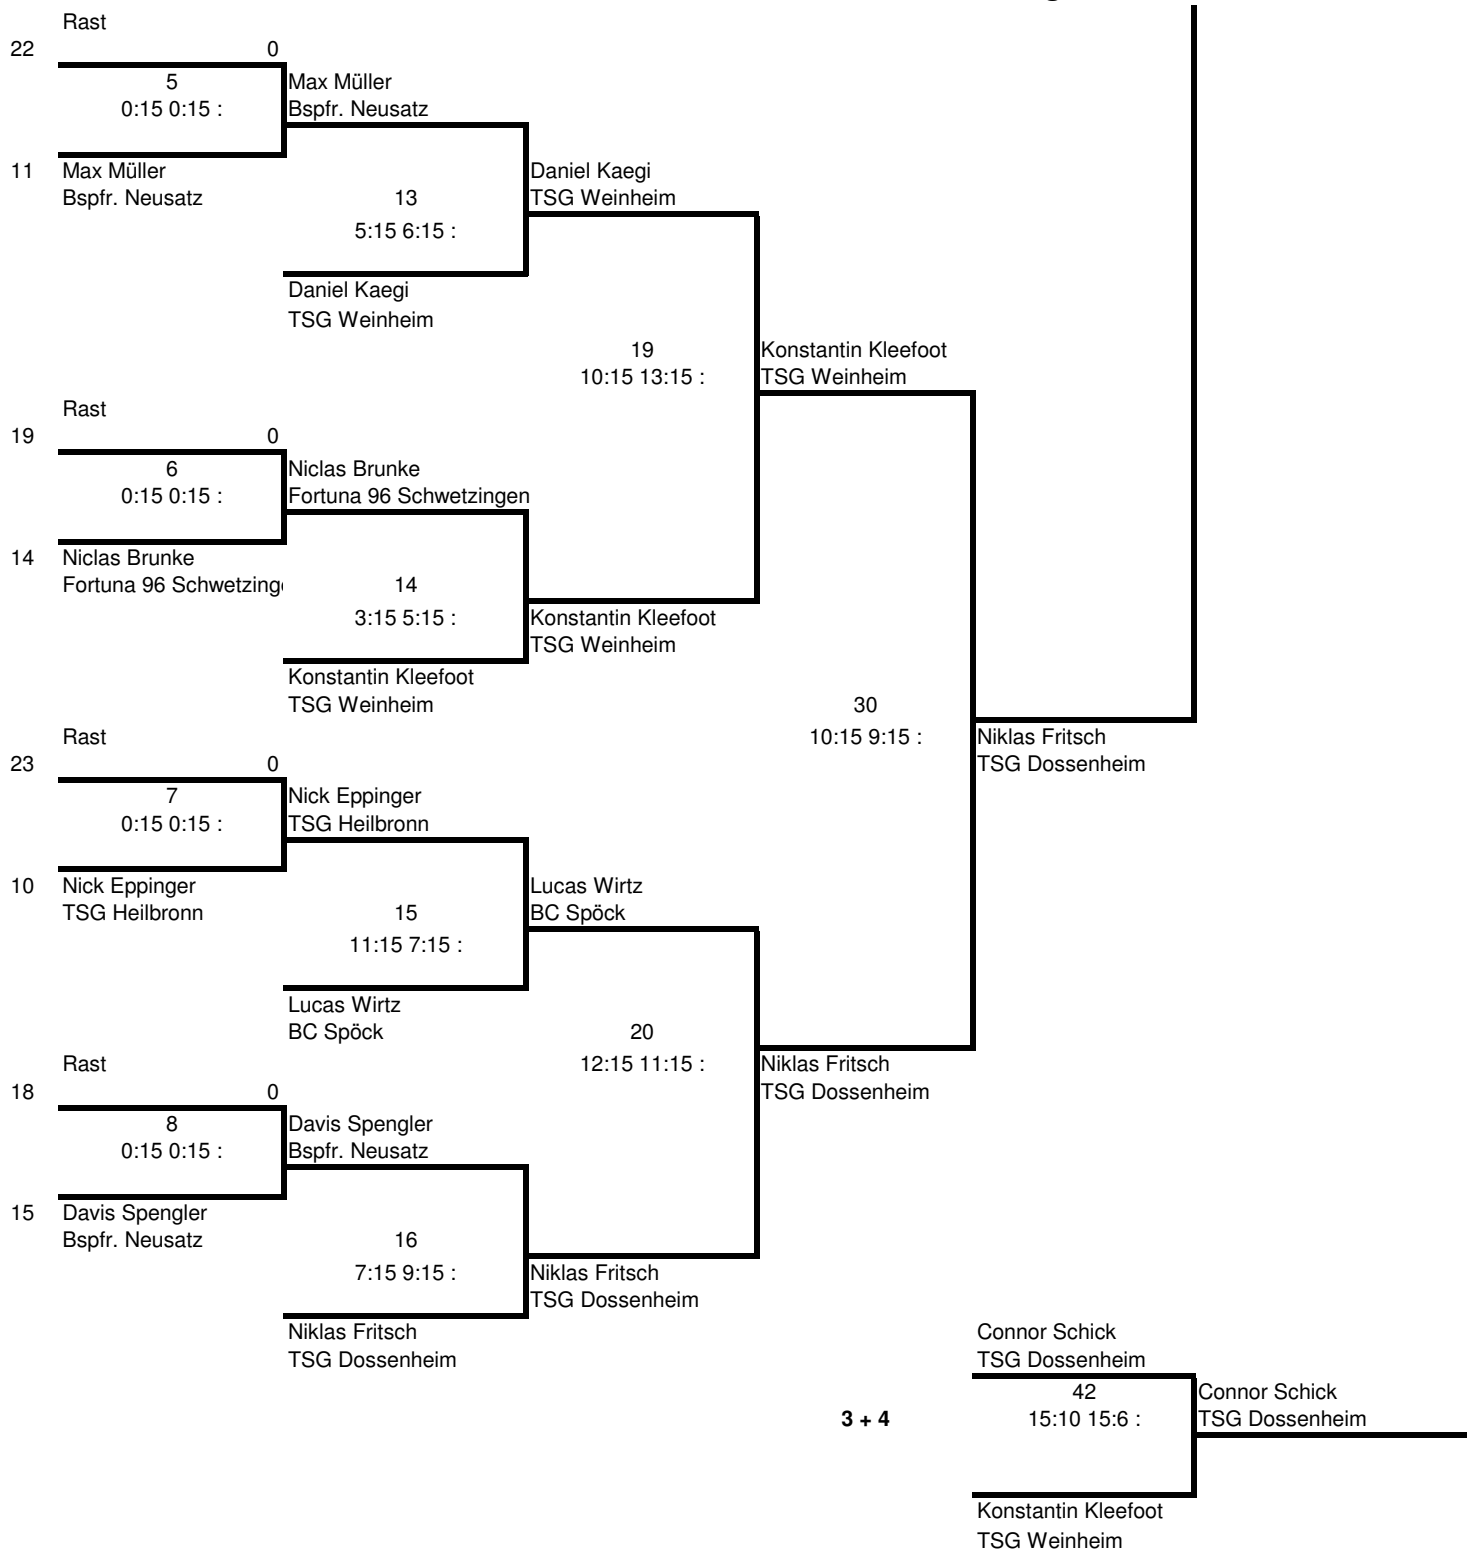 Rast
22 0
5 Max Müller
0:15 0:15 : Bspfr. Neusatz
11 Max Müller Daniel Kaegi
Bspfr. Neusatz 13 TSG Weinheim
5:15 6:15 :
Daniel Kaegi
TSG Weinheim
19 Konstantin Kleefoot
10:15 13:15 : TSG Weinheim
Rast
19 0
6 Niclas Brunke
0:15 0:15 : Fortuna 96 Schwetzingen
14 Niclas Brunke
Fortuna 96 Schwetzing 14
3:15 5:15 : Konstantin Kleefoot
TSG Weinheim
Konstantin Kleefoot
TSG Weinheim 30
Rast 10:15 9:15 : Niklas Fritsch
23 0 TSG Dossenheim
7 Nick Eppinger
0:15 0:15 : TSG Heilbronn
10 Nick Eppinger Lucas Wirtz
TSG Heilbronn 15 BC Spöck
11:15 7:15 :
Lucas Wirtz
BC Spöck 20
Rast 12:15 11:15 : Niklas Fritsch
18 0 TSG Dossenheim
8 Davis Spengler
0:15 0:15 : Bspfr. Neusatz
15 Davis Spengler
Bspfr. Neusatz 16
7:15 9:15 : Niklas Fritsch
TSG Dossenheim
Niklas Fritsch Connor Schick
TSG Dossenheim TSG Dossenheim
42 Connor Schick
3 + 4 15:10 15:6 : TSG Dossenheim
Konstantin Kleefoot
TSG Weinheim